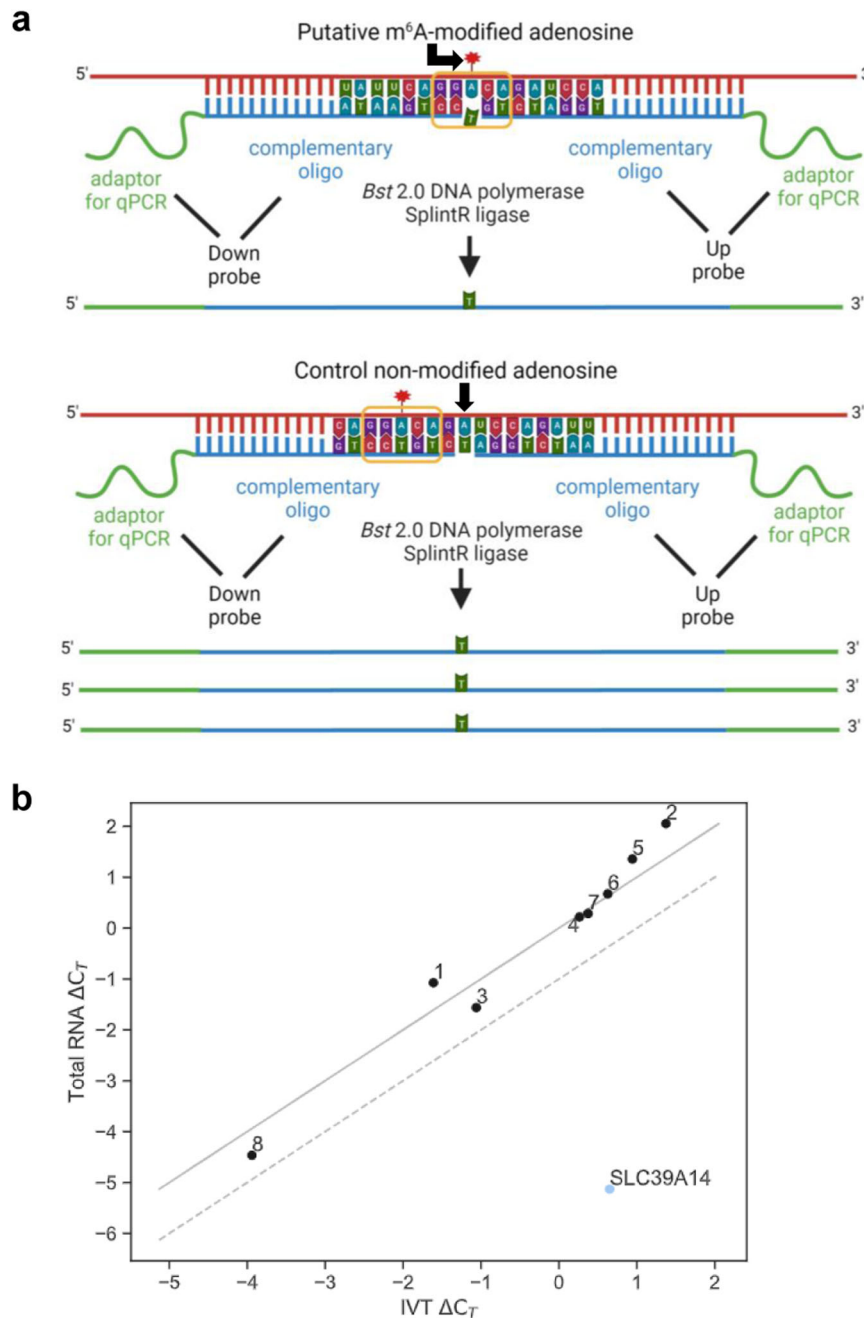 a
Putative m⁶A-modified adenosine
5'
3'
U A U U C A G G A C A G A U C C A
A T A A G T C C G T C T A G G T
T
adaptor
for qPCR
complementary
oligo
Bst 2.0 DNA polymerase
SplintR ligase
complementary
oligo
adaptor
for qPCR
Down
probe
Up
probe
5'
T
3'
Control non-modified adenosine
5'
3'
C A G G A C A G A U C C A G A U U
G T C C T G T C T A G G T C T A A
adaptor
for qPCR
complementary
oligo
Bst 2.0 DNA polymerase
SplintR ligase
complementary
oligo
adaptor
for qPCR
Down
probe
Up
probe
5'
T
3'
5'
T
3'
5'
T
3'
b
Total RNA ΔC_T
2
1
0
−1
−2
−3
−4
−5
−6
2
5
6
7
4
1
3
8
SLC39A14
−5
−4
−3
−2
−1
0
1
2
IVT ΔC_T